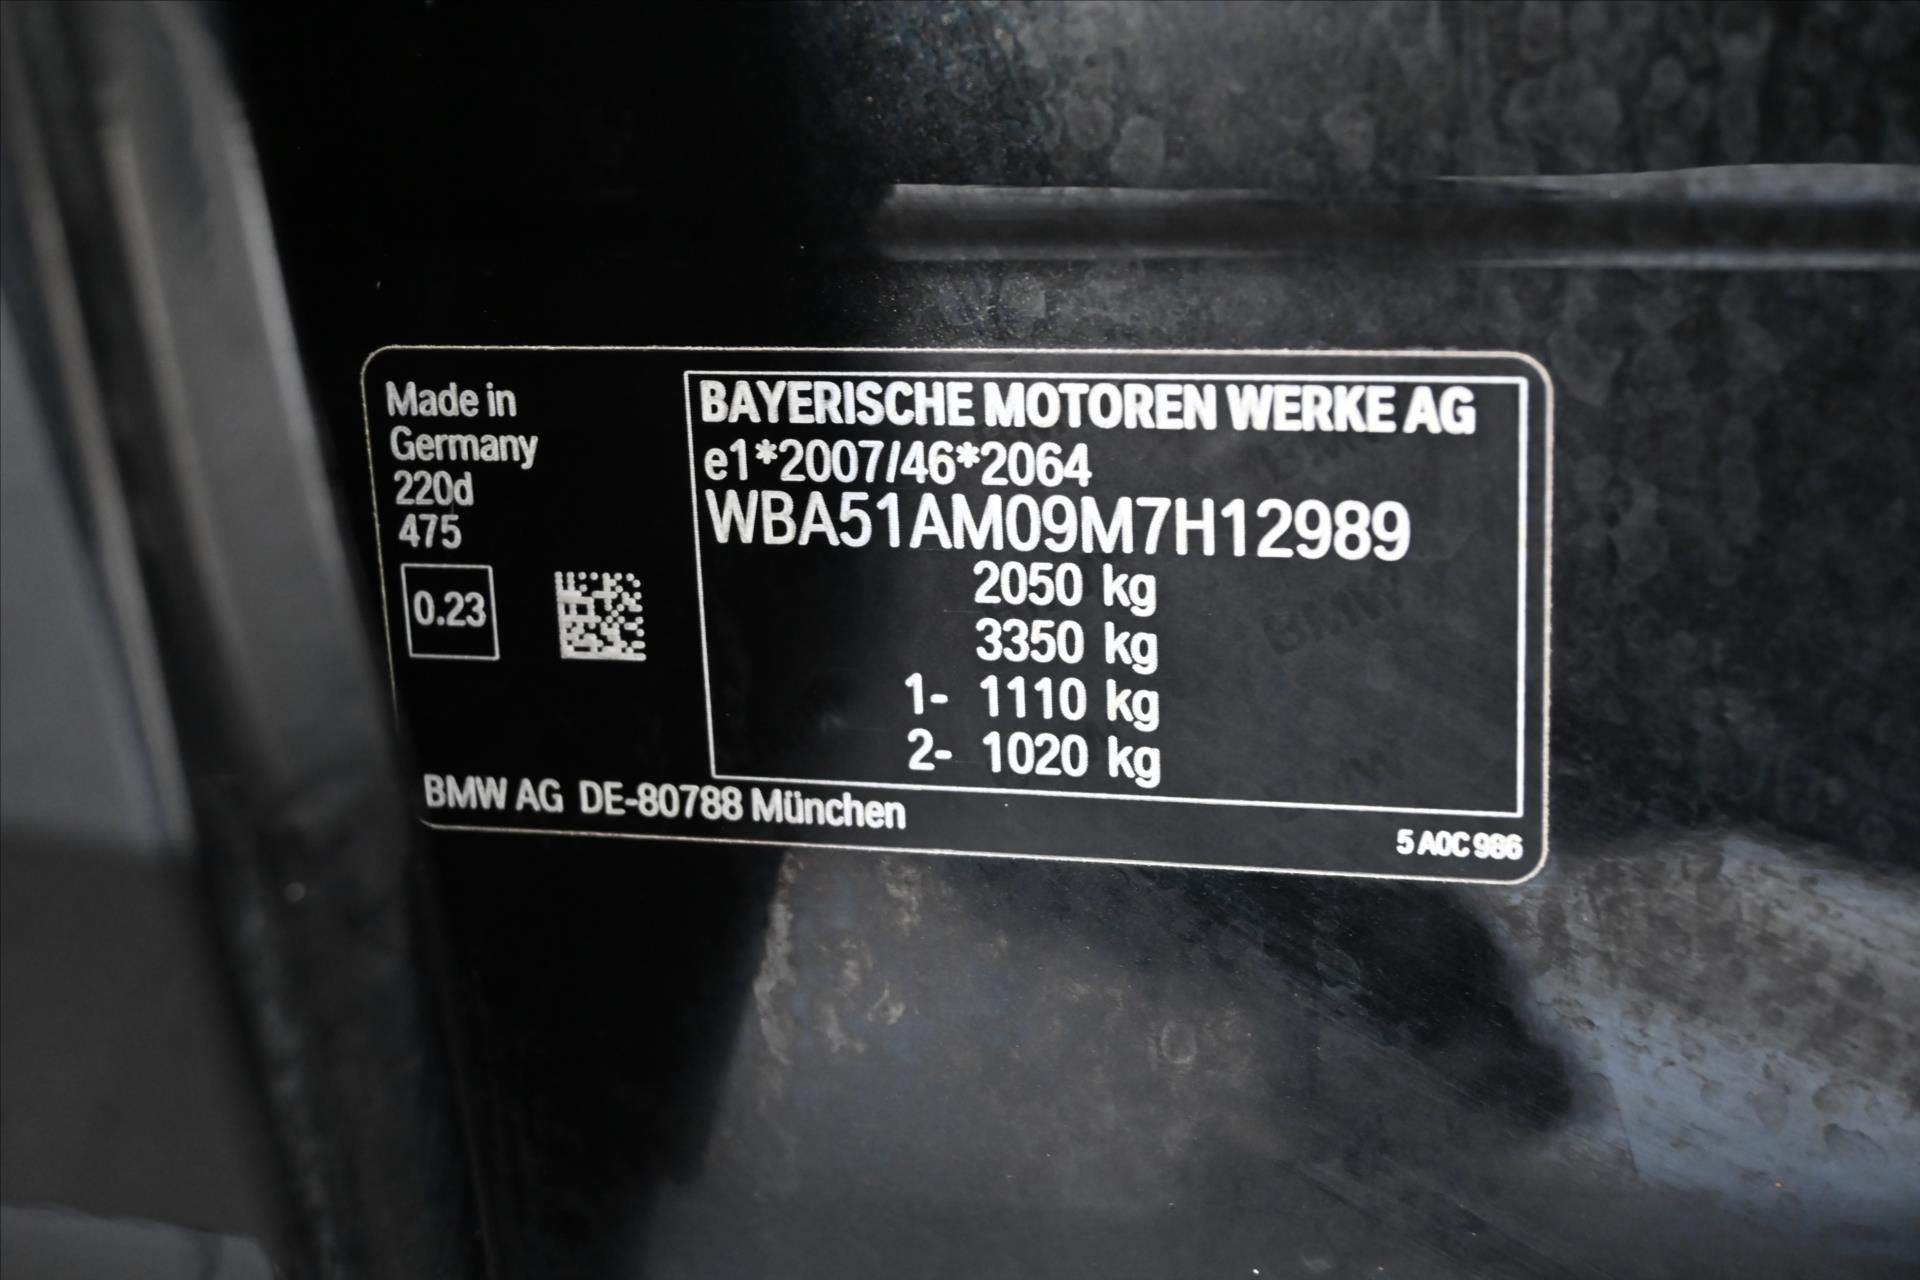 Made in
Germany
220d
475
0.23
BAYERISCHE MOTOREN WERKE AG
e1*2007/46*2064
WBA51AM09M7H12989
2050 kg
3350 kg
1- 1110 kg
2- 1020 kg
BMW AG DE-80788 München
5 A0C 986